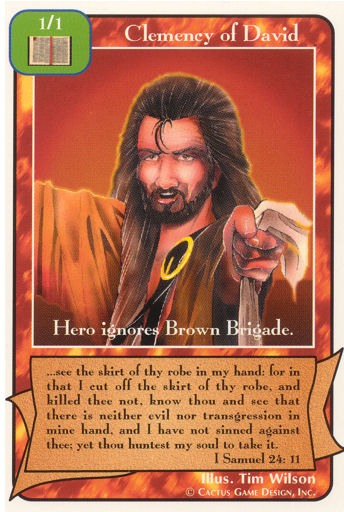 1/1
Clemency of David
Hero ignores Brown Brigade.
...see the skirt of thy robe in my hand: for in
that I cut off the skirt of thy robe, and
killed thee not, know thou and see that
there is neither evil nor transgression in
mine hand, and I have not sinned against
thee; yet thou huntest my soul to take it.
I Samuel 24: 11
Illus. Tim Wilson
© Cactus Game Design, Inc.